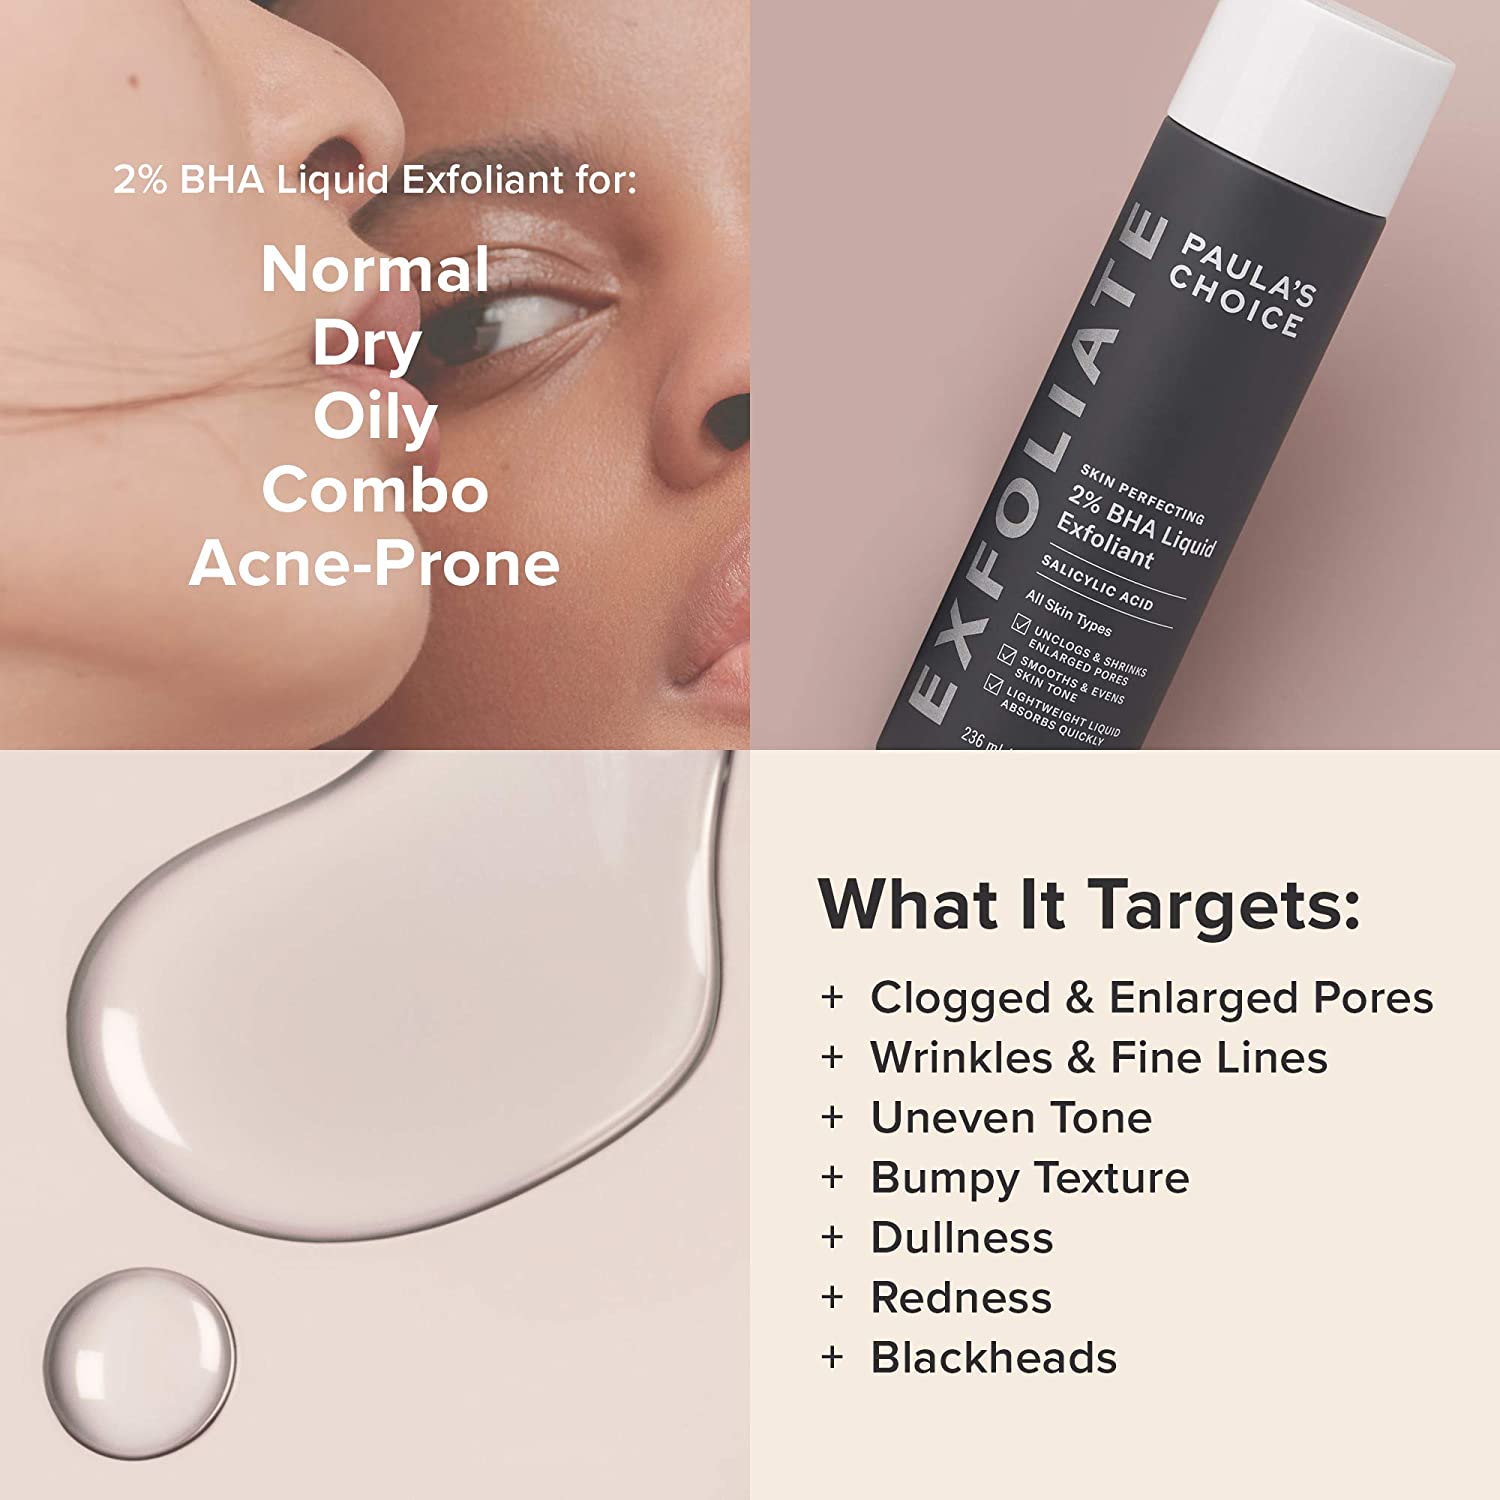 2% BHA Liquid Exfoliant for:
Normal
Dry
Oily
Combo
Acne-Prone
EXFOLIATE
PAULA'S
CHOICE
SKIN PERFECTING
2% BHA Liquid
Exfoliant
SALICYLIC ACID
All Skin Types
UNCLOGS & SHRINKS
ENLARGED PORES
SMOOTHS & EVENS
SKIN TONE
LIGHTWEIGHT LIQUID
ABSORBS QUICKLY
236 ml
What It Targets:
+ Clogged & Enlarged Pores
+ Wrinkles & Fine Lines
+ Uneven Tone
+ Bumpy Texture
+ Dullness
+ Redness
+ Blackheads